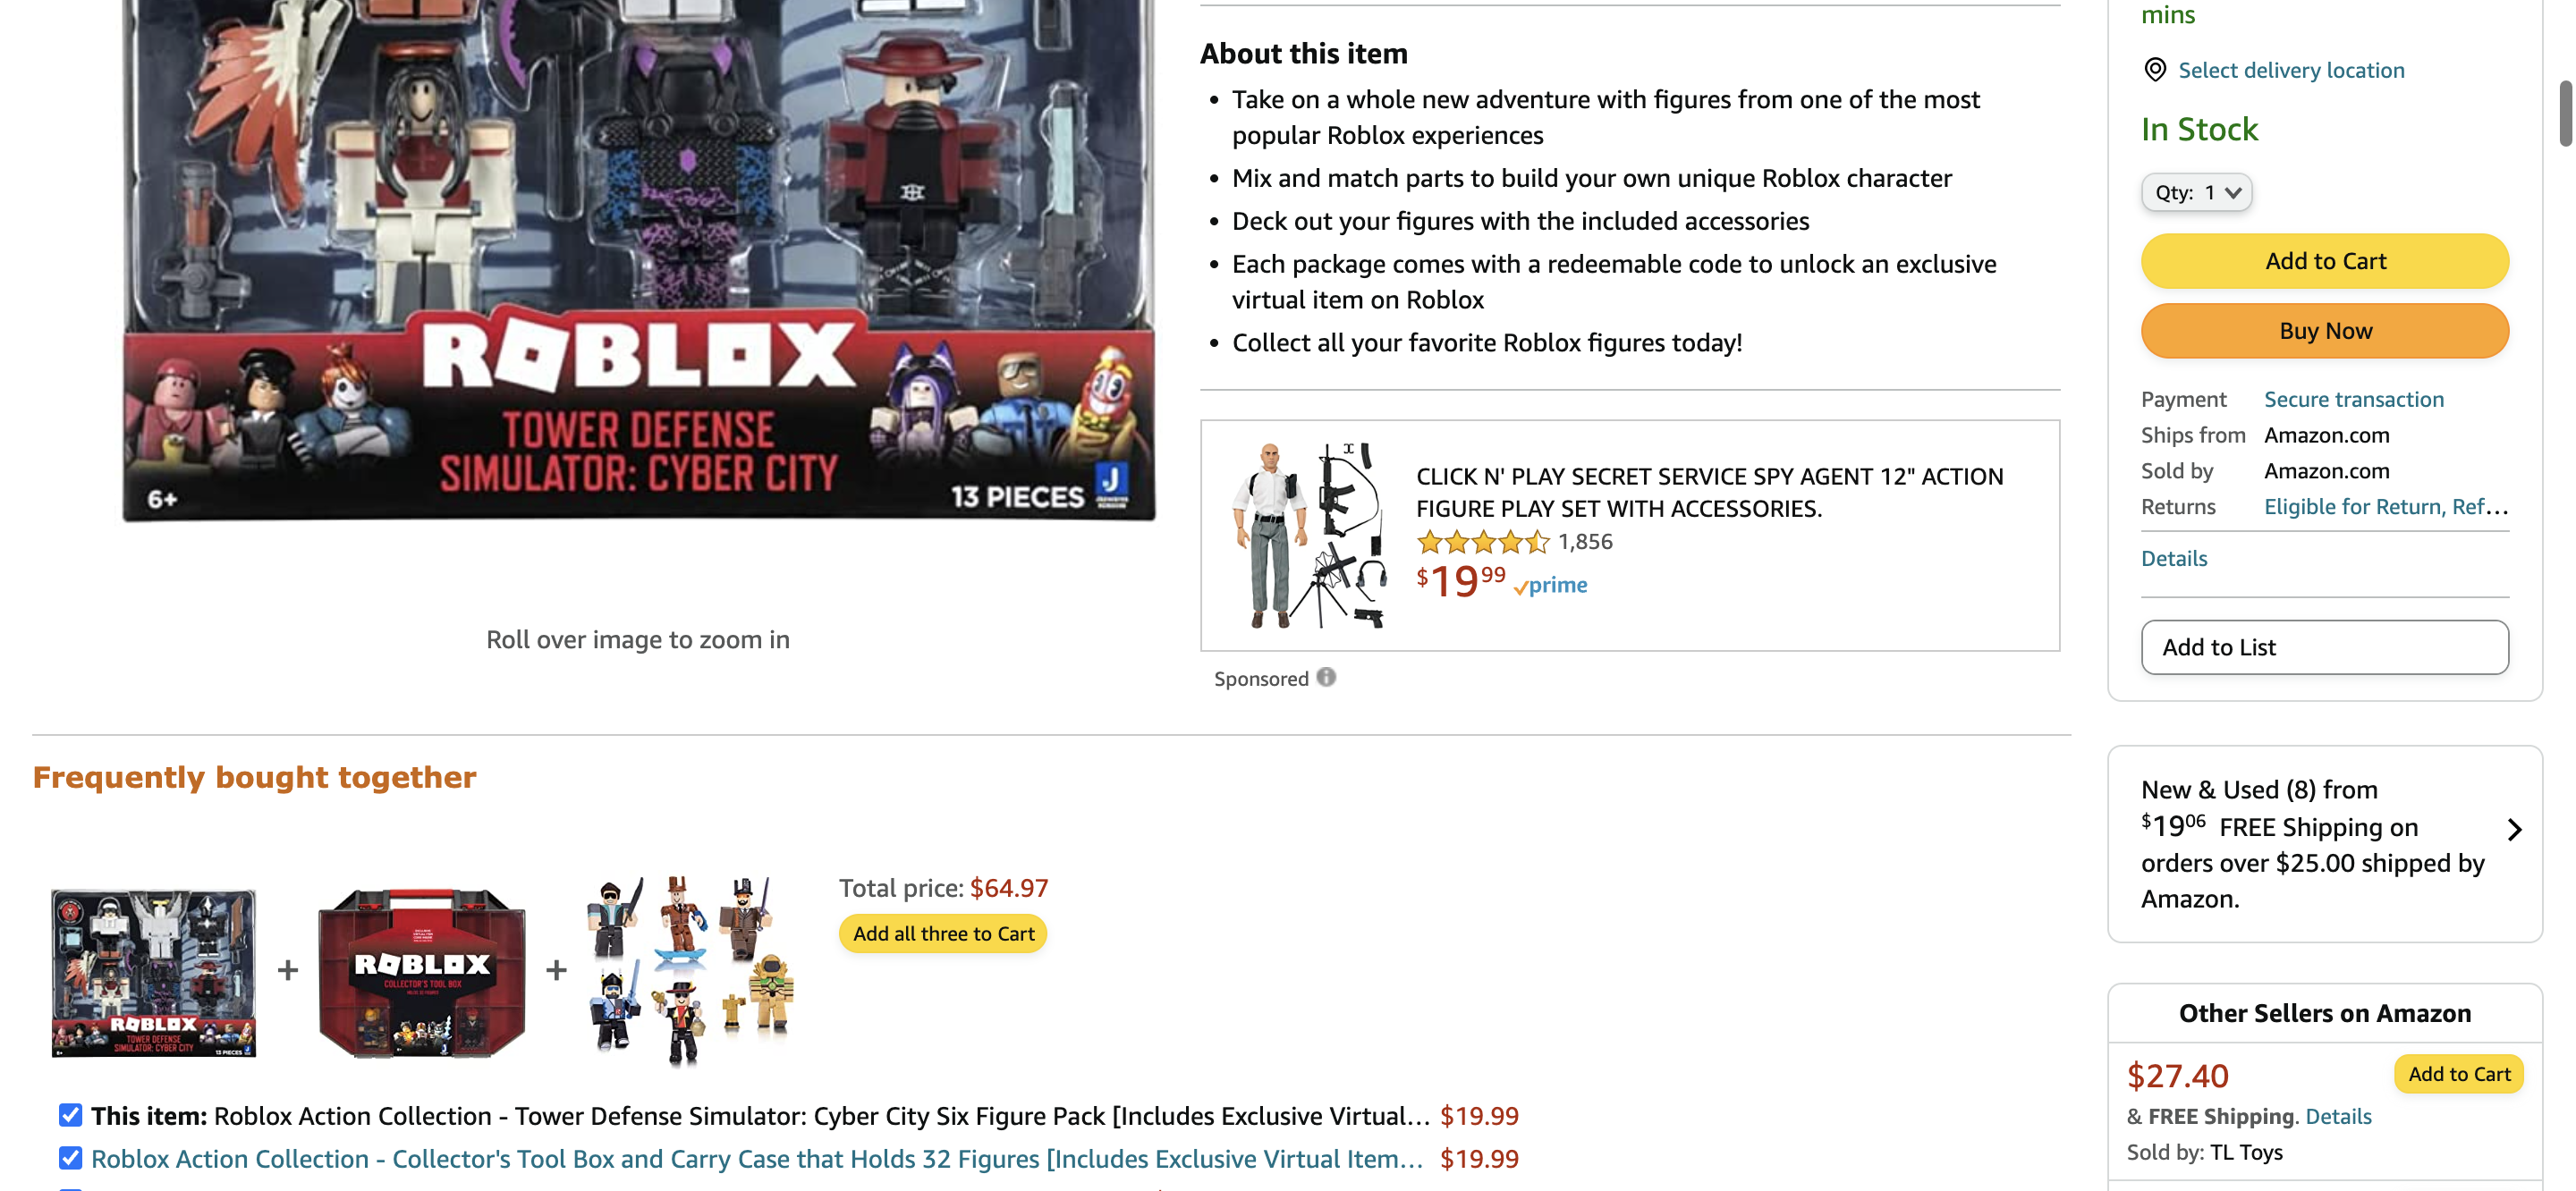 ROBLOX
TOWER DEFENSE
SIMULATOR: CYBER CITY
6+
13 PIECES
J
Roll over image to zoom in
About this item
• Take on a whole new adventure with figures from one of the most
popular Roblox experiences
• Mix and match parts to build your own unique Roblox character
• Deck out your figures with the included accessories
• Each package comes with a redeemable code to unlock an exclusive
virtual item on Roblox
• Collect all your favorite Roblox figures today!
CLICK N' PLAY SECRET SERVICE SPY AGENT 12" ACTION
FIGURE PLAY SET WITH ACCESSORIES.
1,856
$19.99 prime
Sponsored
mins
Select delivery location
In Stock
Qty: 1
Add to Cart
Buy Now
Payment Secure transaction
Ships from Amazon.com
Sold by Amazon.com
Returns Eligible for Return, Ref...
Details
Add to List
New & Used (8) from
$19.06 FREE Shipping on
orders over $25.00 shipped by
Amazon.
Other Sellers on Amazon
$27.40 Add to Cart
& FREE Shipping. Details
Sold by: TL Toys
Frequently bought together
ROBLOX
TOWER DEFENSE
SIMULATOR: CYBER CITY
13 PIECES
+
ROBLOX
COLLECTOR'S TOOL BOX
+
Total price: $64.97
Add all three to Cart
This item: Roblox Action Collection - Tower Defense Simulator: Cyber City Six Figure Pack [Includes Exclusive Virtual... $19.99
Roblox Action Collection - Collector's Tool Box and Carry Case that Holds 32 Figures [Includes Exclusive Virtual Item... $19.99